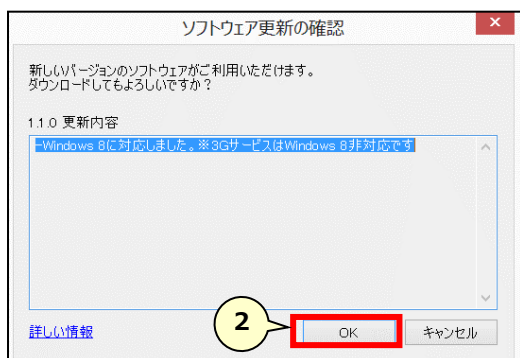 ソフトウェア更新の確認
新しいバージョンのソフトウェアがご利用いただけます。
ダウンロードしてもよろしいですか？
1.1.0 更新内容
-Windows 8に対応しました。※3GサービスはWindows 8非対応です
詳しい情報
2
OK
キャンセル